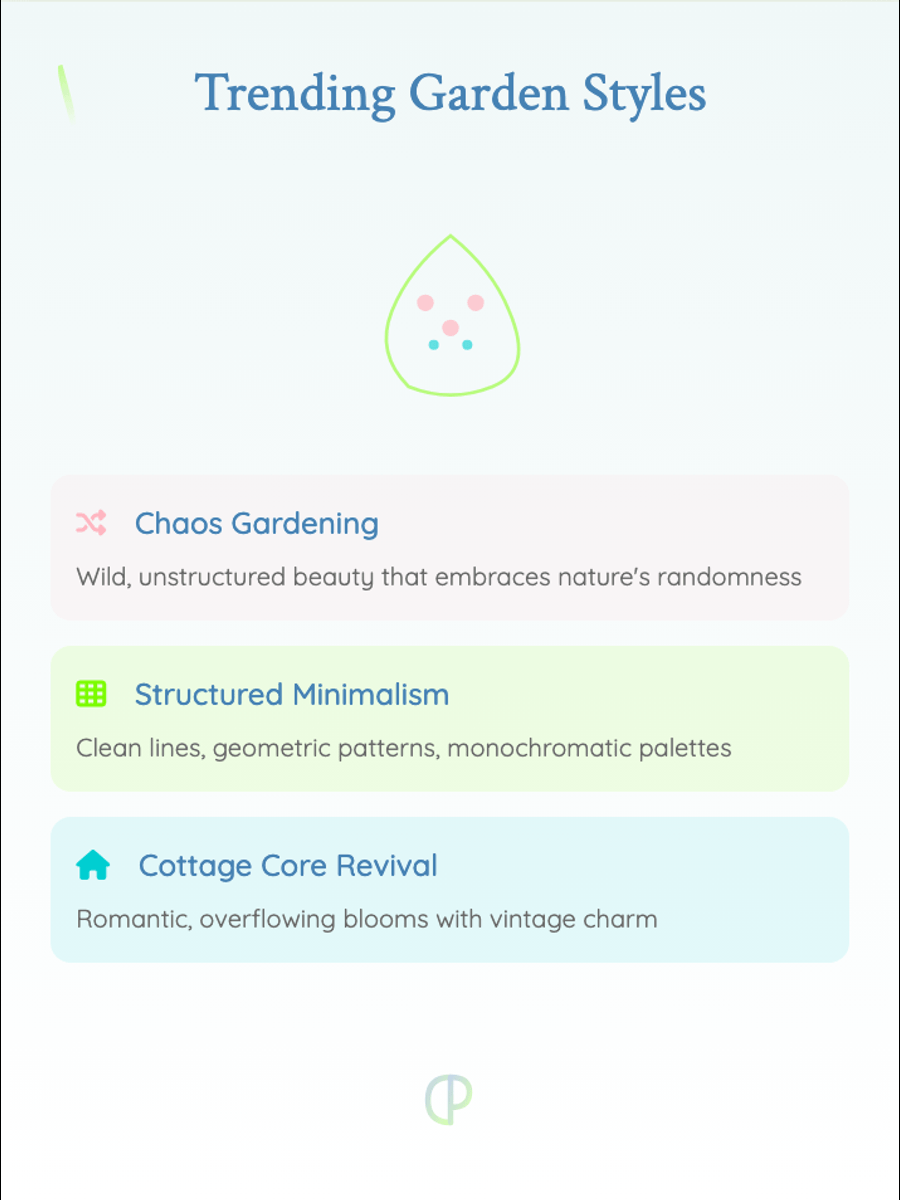 Trending Garden Styles
Chaos Gardening
Wild, unstructured beauty that embraces nature's randomness
Structured Minimalism
Clean lines, geometric patterns, monochromatic palettes
Cottage Core Revival
Romantic, overflowing blooms with vintage charm